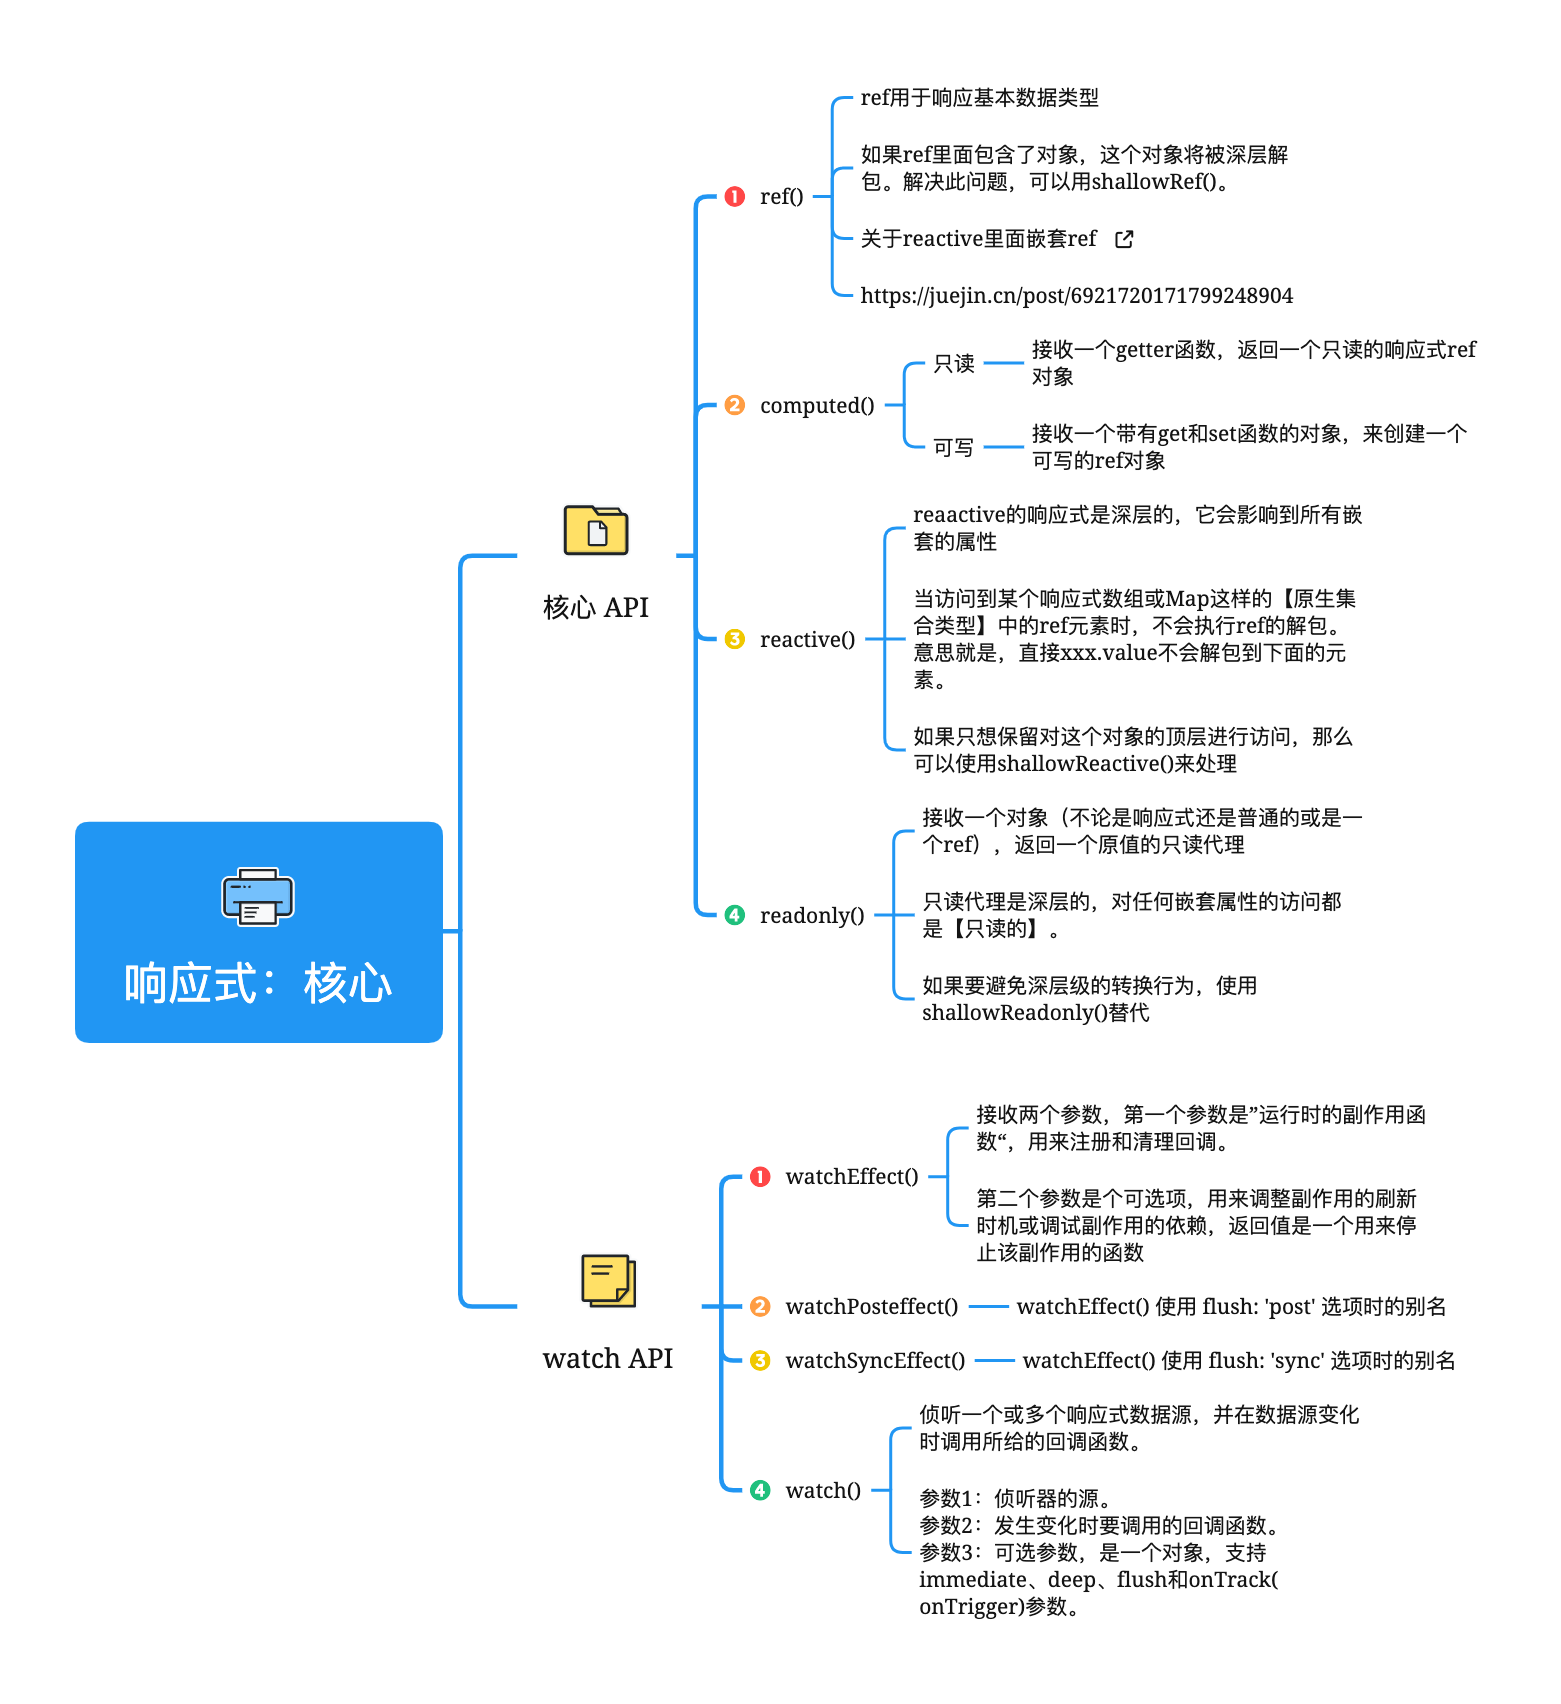 响应式：核心
核心 API
1 ref()
ref用于响应基本数据类型
如果ref里面包含了对象，这个对象将被深层解
包。解决此问题，可以用shallowRef()。
关于reactive里面嵌套ref
https://juejin.cn/post/6921720171799248904
2 computed()
只读
接收一个getter函数，返回一个只读的响应式ref
对象
可写
接收一个带有get和set函数的对象，来创建一个
可写的ref对象
3 reactive()
reaactive的响应式是深层的，它会影响到所有嵌
套的属性
当访问到某个响应式数组或Map这样的【原生集
合类型】中的ref元素时，不会执行ref的解包。
意思就是，直接xxx.value不会解包到下面的元
素。
如果只想保留对这个对象的顶层进行访问，那么
可以使用shallowReactive()来处理
4 readonly()
接收一个对象（不论是响应式还是普通的或是一
个ref），返回一个原值的只读代理
只读代理是深层的，对任何嵌套属性的访问都
是【只读的】。
如果要避免深层级的转换行为，使用
shallowReadonly()替代
watch API
1 watchEffect()
接收两个参数，第一个参数是”运行时的副作用函
数“，用来注册和清理回调。
第二个参数是个可选项，用来调整副作用的刷新
时机或调试副作用的依赖，返回值是一个用来停
止该副作用的函数
2 watchPosteffect()
watchEffect() 使用 flush: 'post' 选项时的别名
3 watchSyncEffect()
watchEffect() 使用 flush: 'sync' 选项时的别名
4 watch()
侦听一个或多个响应式数据源，并在数据源变化
时调用所给的回调函数。
参数1：侦听器的源。
参数2：发生变化时要调用的回调函数。
参数3：可选参数，是一个对象，支持
immediate、deep、flush和onTrack(
onTrigger)参数。